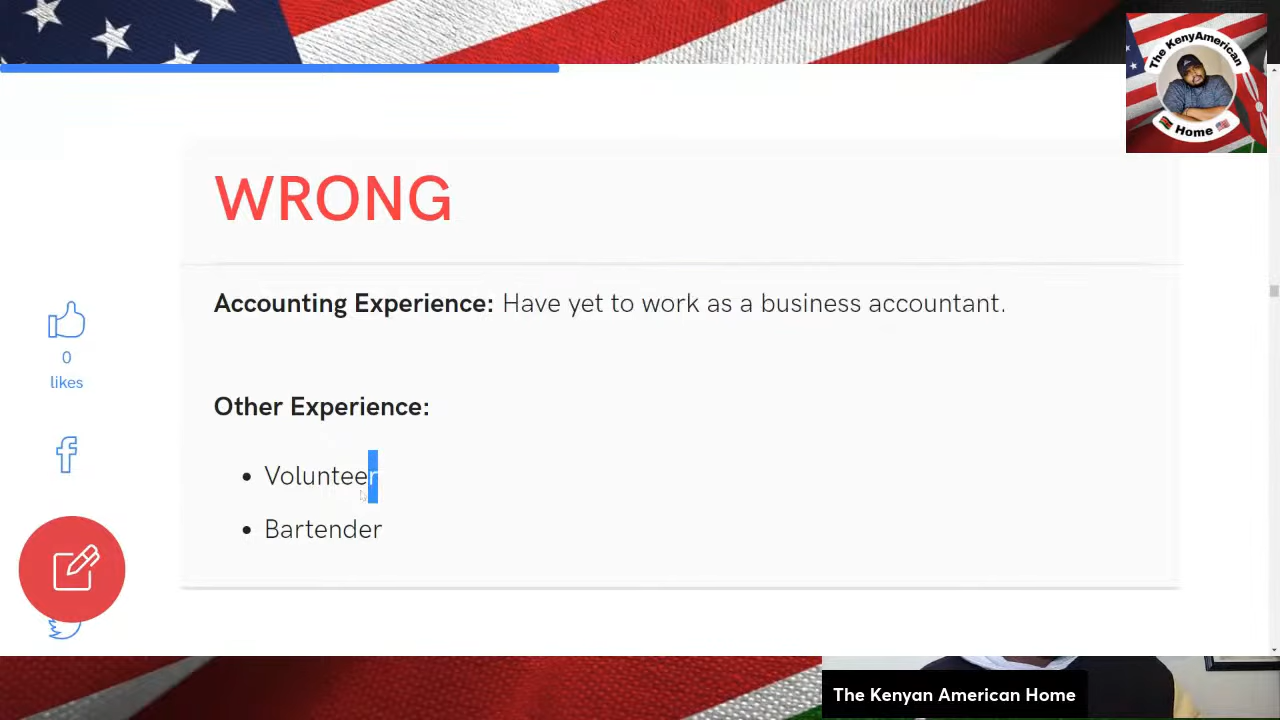 The KenyAmerican
Home
WRONG
Accounting Experience: Have yet to work as a business accountant.
0
likes
Other Experience:
• Volunteer
• Bartender
The Kenyan American Home